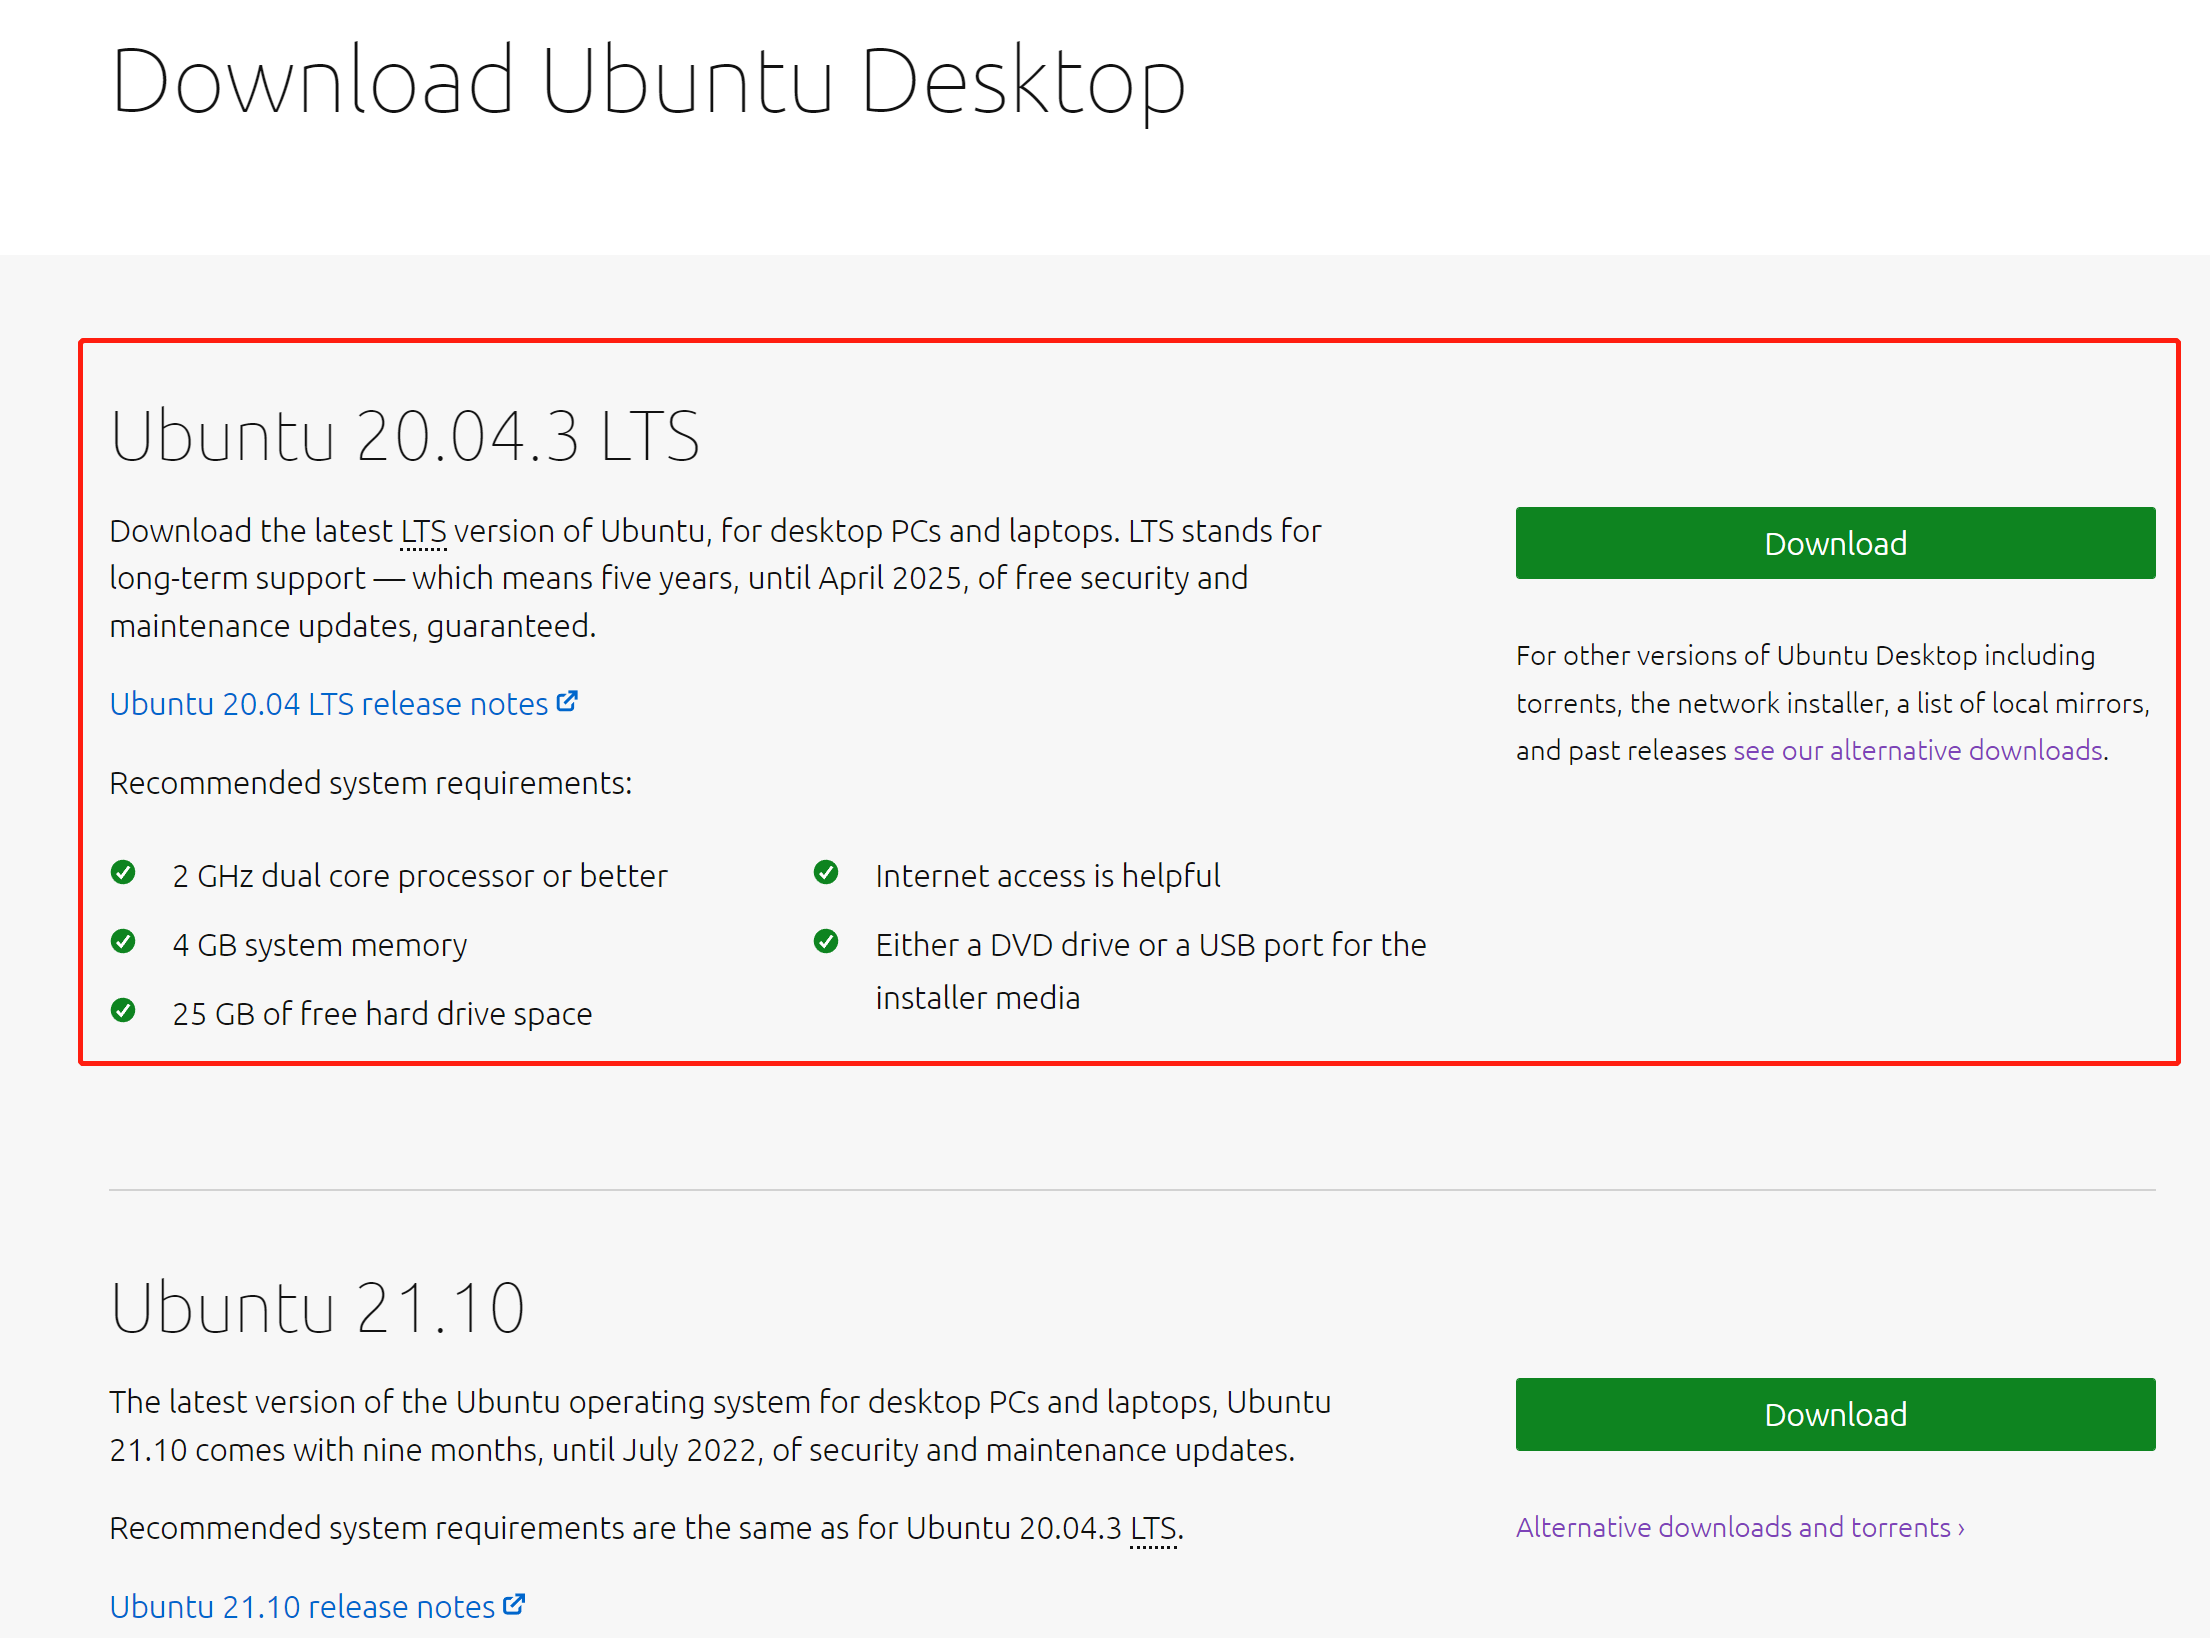 Download Ubuntu Desktop
Ubuntu 20.04.3 LTS
Download the latest LTS version of Ubuntu, for desktop PCs and laptops. LTS stands for
long-term support — which means five years, until April 2025, of free security and
maintenance updates, guaranteed.
Ubuntu 20.04 LTS release notes
Recommended system requirements:
2 GHz dual core processor or better
4 GB system memory
25 GB of free hard drive space
Internet access is helpful
Either a DVD drive or a USB port for the
installer media
Download
For other versions of Ubuntu Desktop including
torrents, the network installer, a list of local mirrors,
and past releases see our alternative downloads.
Ubuntu 21.10
The latest version of the Ubuntu operating system for desktop PCs and laptops, Ubuntu
21.10 comes with nine months, until July 2022, of security and maintenance updates.
Recommended system requirements are the same as for Ubuntu 20.04.3 LTS.
Ubuntu 21.10 release notes
Download
Alternative downloads and torrents ›